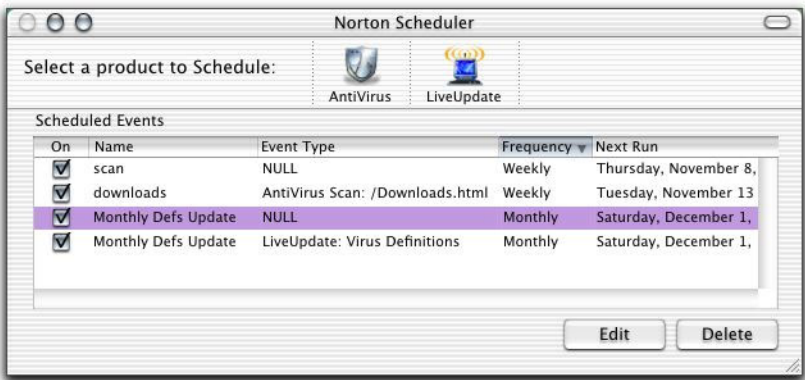 Norton Scheduler
Select a product to Schedule:
AntiVirus LiveUpdate
Scheduled Events
On Name Event Type Frequency Next Run
scan NULL Weekly Thursday, November 8,
downloads AntiVirus Scan: /Downloads.html Weekly Tuesday, November 13
Monthly Defs Update NULL Monthly Saturday, December 1,
Monthly Defs Update LiveUpdate: Virus Definitions Monthly Saturday, December 1,
Edit Delete